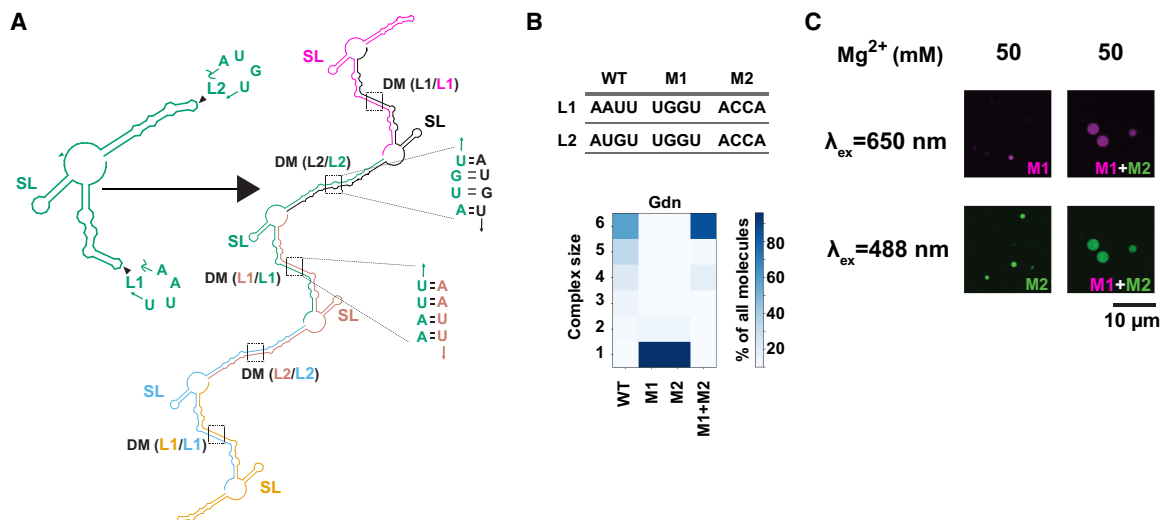 A
SL
L2
A
U
G
U
L1
A
A
U
U
SL
DM (L1/L1)
SL
DM (L2/L2)
U A
G U
U G
A U
SL
DM (L1/L1)
U A
U A
A U
A U
SL
DM (L2/L2)
SL
DM (L1/L1)
SL
B
WT M1 M2
L1 AAUU UGGU ACCA
L2 AUGU UGGU ACCA
Gdn
Complex size
6
5
4
3
2
1
WT
M1
M2
M1+M2
% of all molecules
80
60
40
20
C
Mg2+ (mM) 50 50
λex=650 nm
M1
M1+M2
λex=488 nm
M2
M1+M2
10 µm